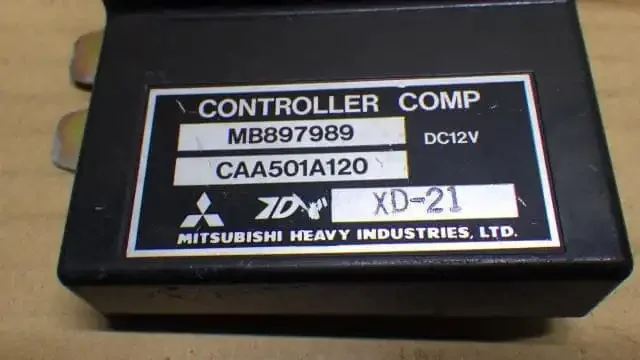 CONTROLLER COMP
MB897989 DC12V
CAA501A120
XD-21
MITSUBISHI HEAVY INDUSTRIES, LTD.